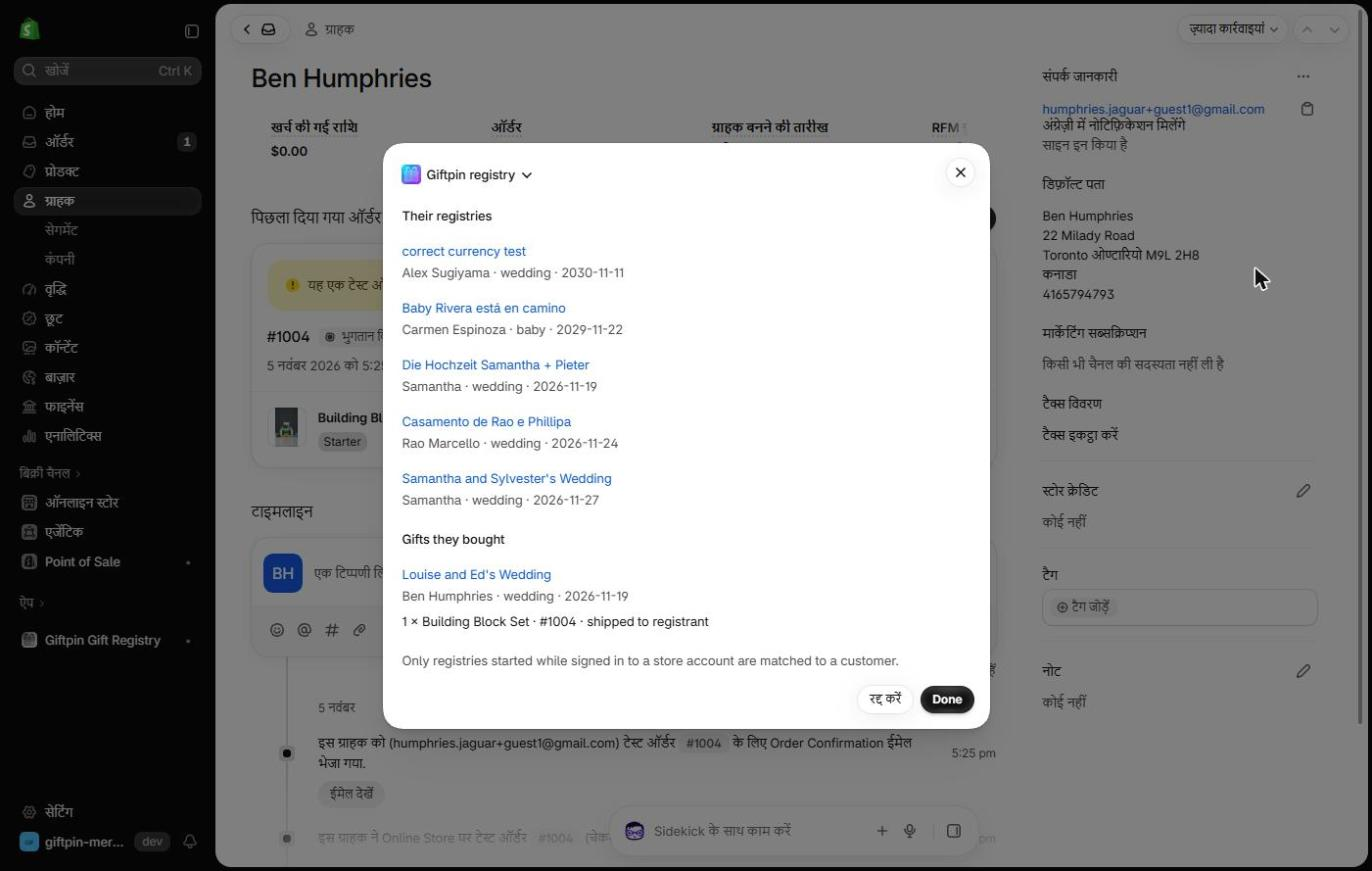 खोजें
Ctrl K
होम
ऑर्डर
1
प्रोडक्ट
ग्राहक
सेगमेंट
कंपनी
वृद्धि
छूट
कॉन्टेंट
बाज़ार
फाइनेंस
एनालिटिक्स
बिक्री चैनल
ऑनलाइन स्टोर
एजेंटिक
Point of Sale
ऐप
Giftpin Gift Registry
सेटिंग
giftpin-mer...
dev
ग्राहक
ज़्यादा कार्रवाइयां
Ben Humphries
खर्च की गई राशि
ऑर्डर
ग्राहक बनने की तारीख
RFM
$0.00
पिछला दिया गया ऑर्डर
यह एक टेस्ट
#1004
भुगतान
5 नवंबर 2026 को
Building
Starter
टाइमलाइन
BH
एक टिप्पणी
5 नवंबर
इस ग्राहक को (humphries.jaguar+guest1@gmail.com) टेस्ट ऑर्डर #1004 के लिए Order Confirmation ईमेल
भेजा गया.
5:25 pm
ईमेल देखें
इस ग्राहक ने Online Store पर टेस्ट ऑर्डर #1004
pm
Sidekick के साथ काम करें
Giftpin registry
Their registries
correct currency test
Alex Sugiyama · wedding · 2030-11-11
Baby Rivera está en camino
Carmen Espinoza · baby · 2029-11-22
Die Hochzeit Samantha + Pieter
Samantha · wedding · 2026-11-19
Casamento de Rao e Phillipa
Rao Marcello · wedding · 2026-11-24
Samantha and Sylvester's Wedding
Samantha · wedding · 2026-11-27
Gifts they bought
Louise and Ed's Wedding
Ben Humphries · wedding · 2026-11-19
1 × Building Block Set · #1004 · shipped to registrant
Only registries started while signed in to a store account are matched to a customer.
रद्द करें
Done
संपर्क जानकारी
humphries.jaguar+guest1@gmail.com
अंग्रेज़ी में नोटिफ़िकेशन मिलेंगे
साइन इन किया है
डिफ़ॉल्ट पता
Ben Humphries
22 Milady Road
Toronto ओण्टारियो M9L 2H8
कनाडा
4165794793
मार्केटिंग सब्सक्रिप्शन
किसी भी चैनल की सदस्यता नहीं ली है
टैक्स विवरण
टैक्स इकट्ठा करें
स्टोर क्रेडिट
कोई नहीं
टैग
टैग जोड़ें
नोट
कोई नहीं